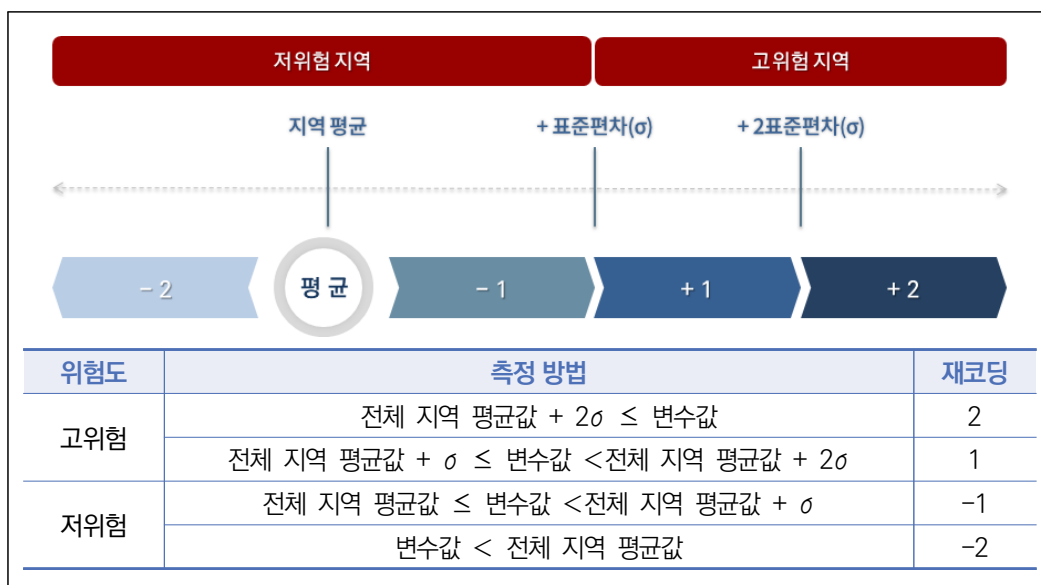 저위험 지역 고위험 지역
지역 평균 + 표준편차(σ) + 2표준편차(σ)
− 2 평 균 − 1 + 1 + 2
위험도 측정 방법 재코딩
고위험
전체 지역 평균값 + 2σ ≤ 변수값 2
전체 지역 평균값 + σ ≤ 변수값 <전체 지역 평균값 + 2σ 1
저위험
전체 지역 평균값 ≤ 변수값 <전체 지역 평균값 + σ −1
변수값 < 전체 지역 평균값 −2